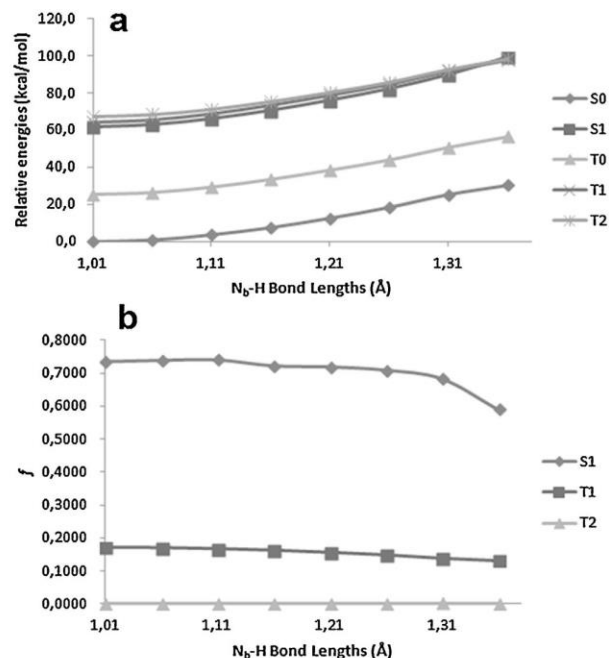 a
Relative energies (kcal/mol)
120,0
100,0
80,0
60,0
40,0
20,0
0,0
1,01 1,11 1,21 1,31
Nb-H Bond Lengths (Å)
S0
S1
T0
T1
T2
b
f
0,8000
0,7000
0,6000
0,5000
0,4000
0,3000
0,2000
0,1000
0,0000
1,01 1,11 1,21 1,31
Nb-H Bond Lengths (Å)
S1
T1
T2